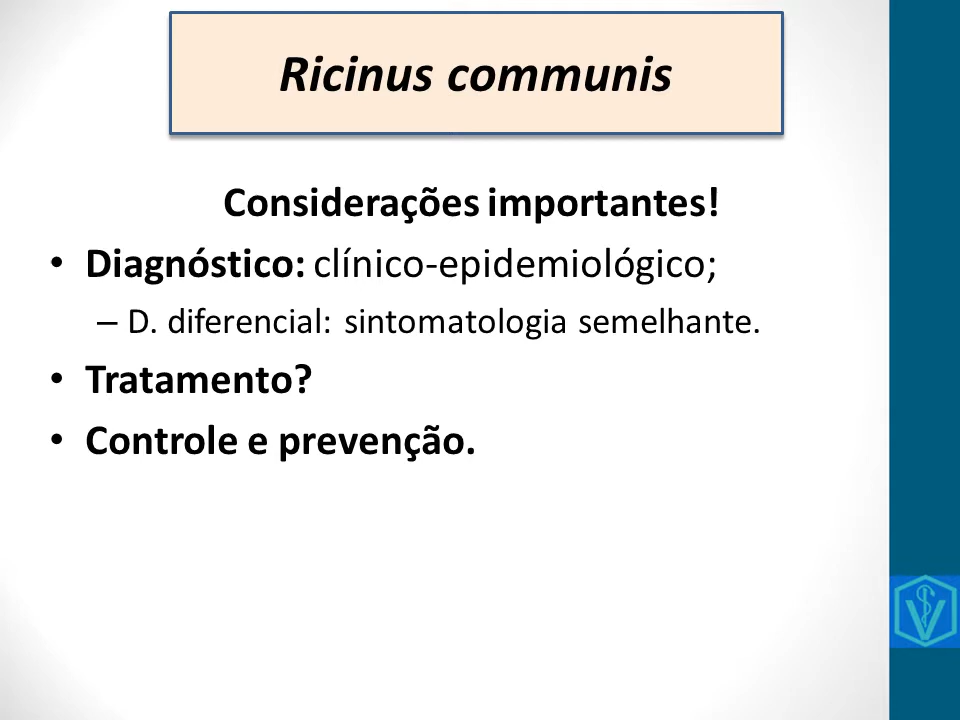 Ricinus communis
Considerações importantes!
• Diagnóstico: clínico-epidemiológico;
– D. diferencial: sintomatologia semelhante.
• Tratamento?
• Controle e prevenção.
V